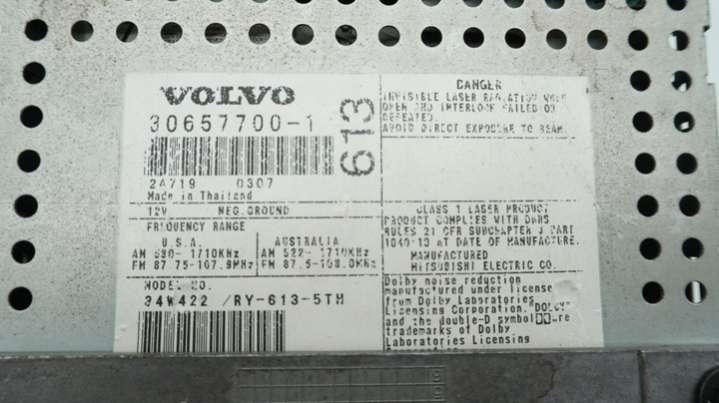 VOLVO
30657700-1
613
2A719 0307
Made in Thailand
12V NEG.GROUND
FREQUENCY RANGE
U.S.A. AUSTRALIA
AM 530- 1710KHz AM 522- 1710KHz
FM 87.75-107.9MHz FM 87.5-108.0MHz
MODEL NO.
34W422 /RY-613-5TM
DANGER
INVISIBLE LASER RADIATION WHEN
OPEN AND INTERLOCK FAILED OR
DEFEATED.
AVOID DIRECT EXPOSURE TO BEAM.
CLASS 1 LASER PRODUCT
PRODUCT COMPLIES WITH DHHS
RULES 21 CFR SUBCHAPTER J PART
1040.10 AT DATE OF MANUFACTURE.
MANUFACTURED
MITSUBISHI ELECTRIC CO.
Dolby noise reduction
manufactured under license
from Dolby Laboratories
Licensing Corporation."DOLBY"
and the double-D symbol are
trademarks of Dolby
Laboratories Licensing